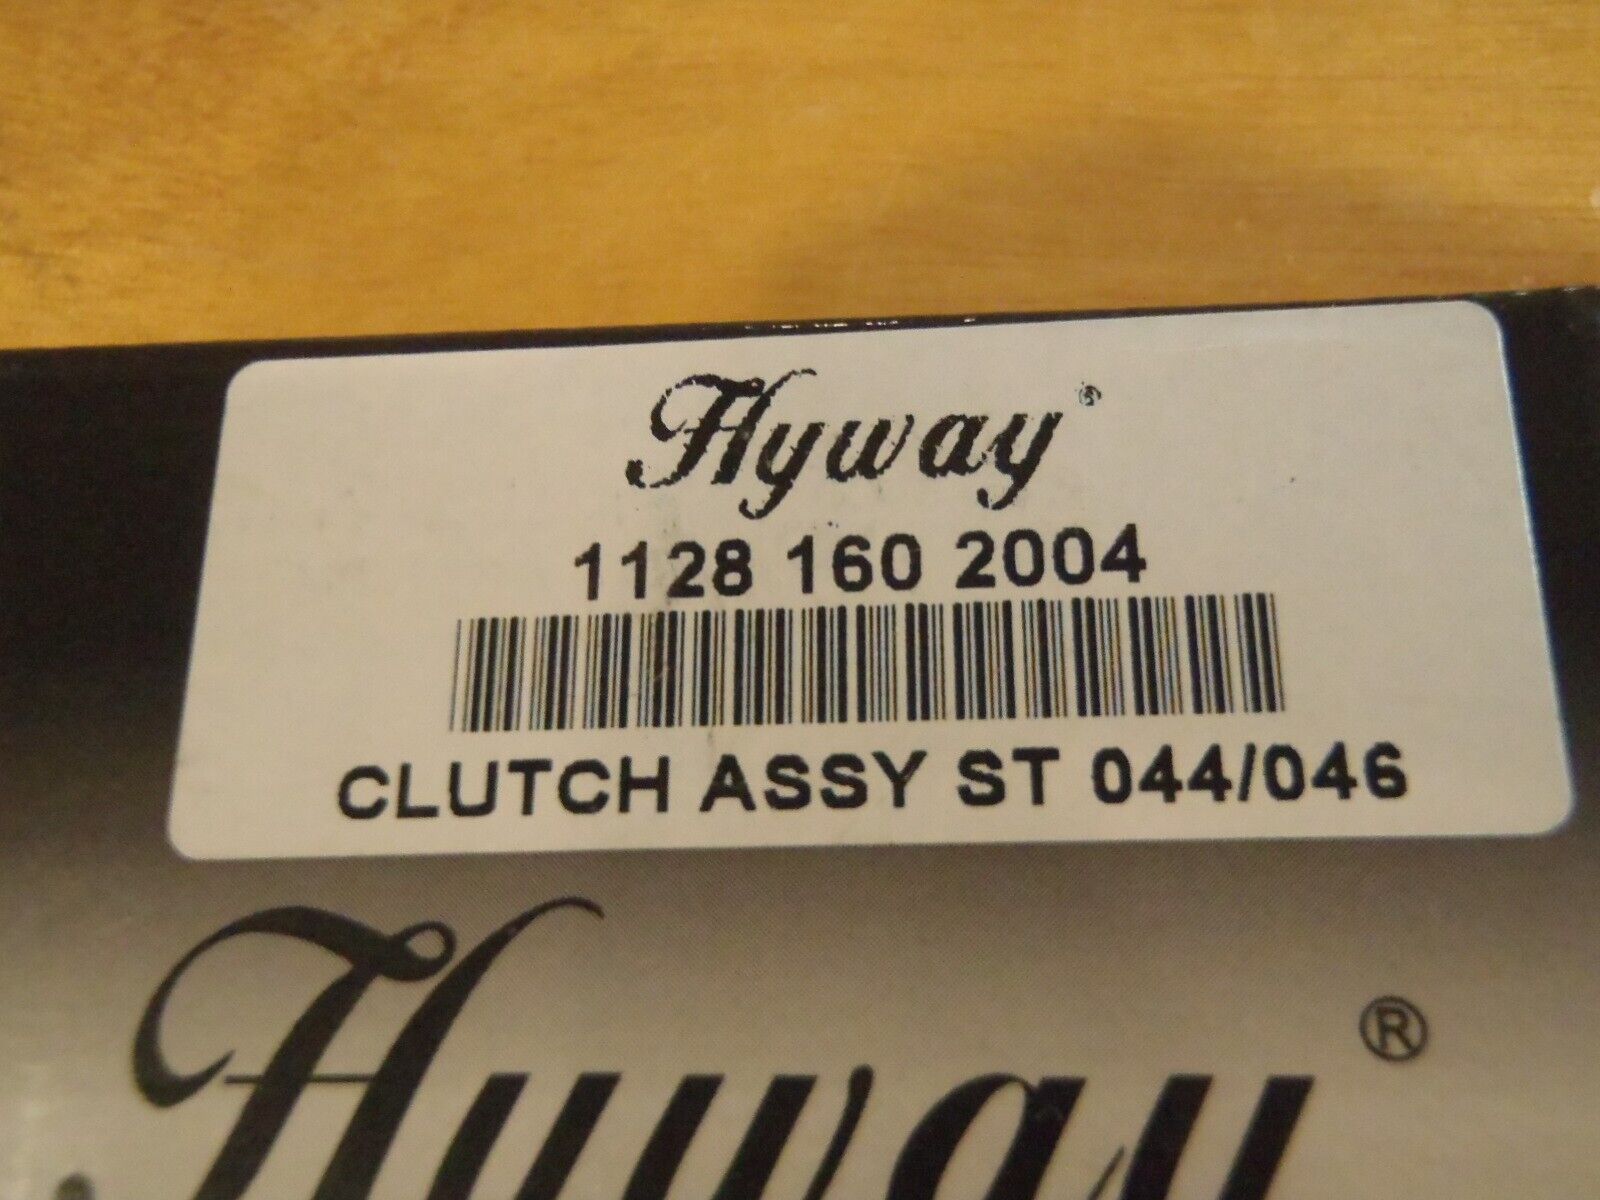 Hyway®
1128 160 2004
CLUTCH ASSY ST 044/046
Hyway®